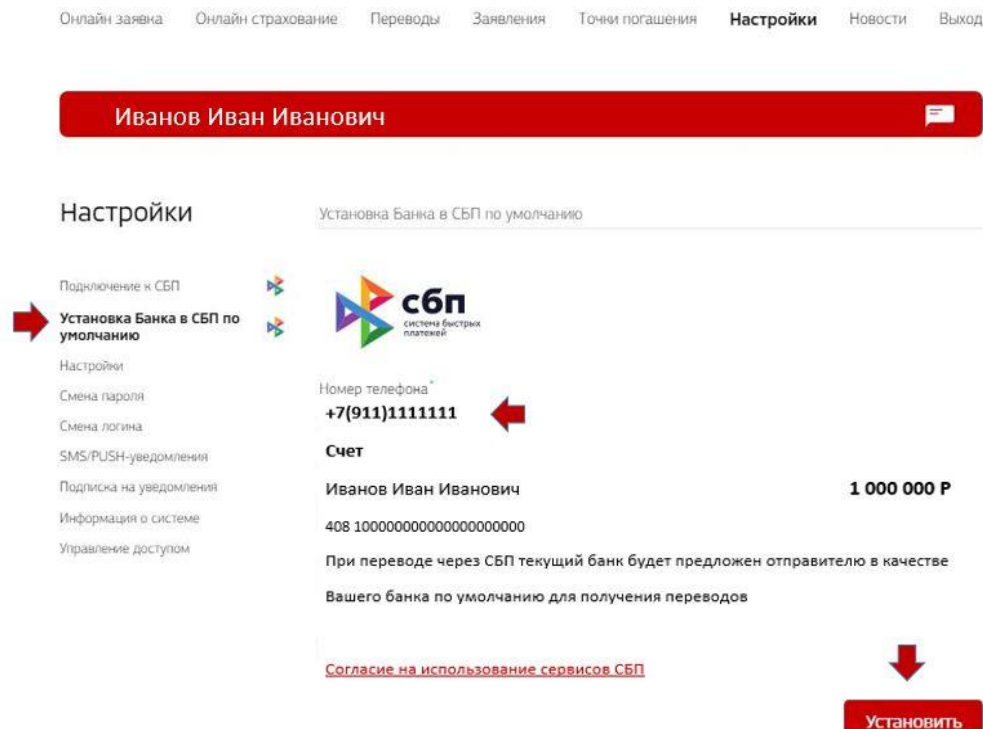 Онлайн заявка Онлайн страхование Переводы Заявления Точки погашения Настройки Новости Выход
Иванов Иван Иванович
Настройки
Установка Банка в СБП по умолчанию
Подключение к СБП
Установка Банка в СБП по
умолчанию
Настройки
Смена пароля
Смена логина
SMS/PUSH-уведомления
Подписка на уведомления
Информация о системе
Управление доступом
сбп
система быстрых
платежей
Номер телефона*
+7(911)1111111
Счет
Иванов Иван Иванович 1 000 000 Р
408 100000000000000000000
При переводе через СБП текущий банк будет предложен отправителю в качестве
Вашего банка по умолчанию для получения переводов
Согласие на использование сервисов СБП
Установить